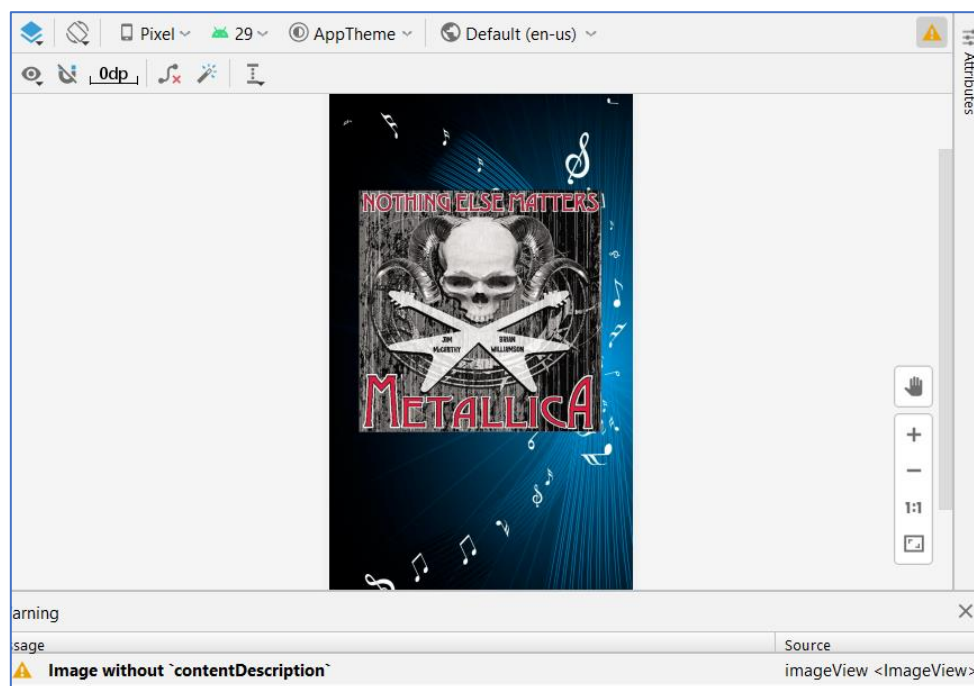 Pixel 29 AppTheme Default (en-us)
0dp
Attributes
NOTHING ELSE MATTERS
JIM BRIAN
McCARTHY WILLIAMSON
METALLICA
1:1
arning
ssage Source
Image without `contentDescription` imageView <ImageView>